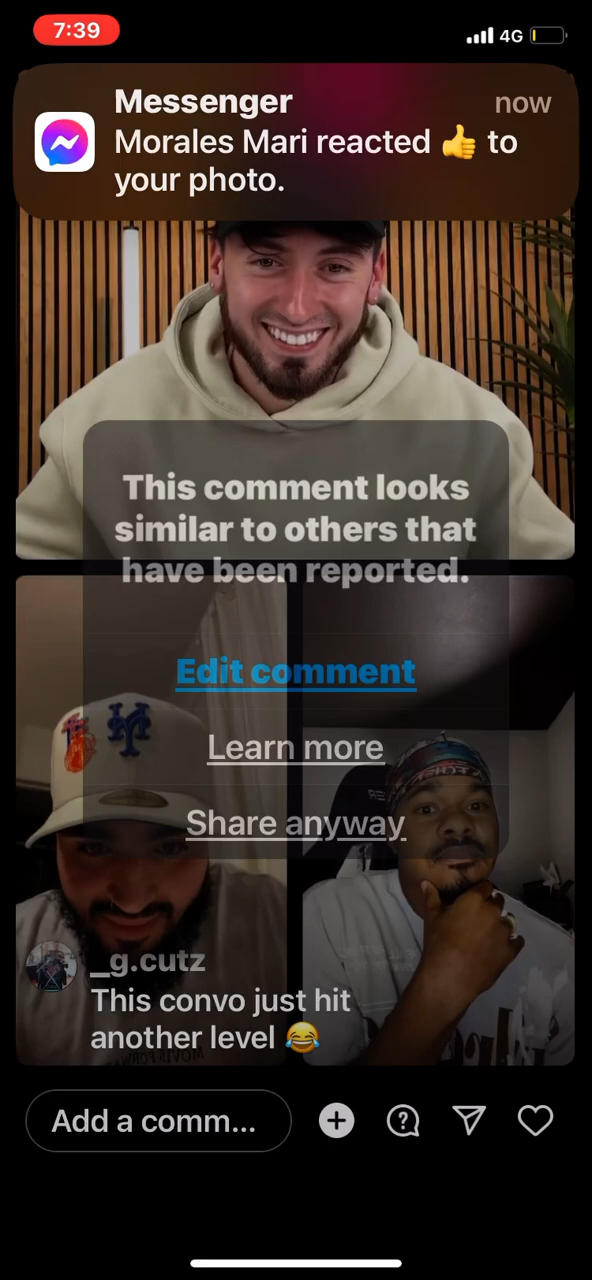 7:39
4G
Messenger
now
Morales Mari reacted 👍 to
your photo.
This comment looks
similar to others that
have been reported.
Edit comment
Learn more
Share anyway
_g.cutz
This convo just hit
another level 😂
Add a comm...